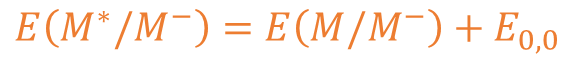 E(M*/M⁻) = E(M/M⁻) + E₀,₀